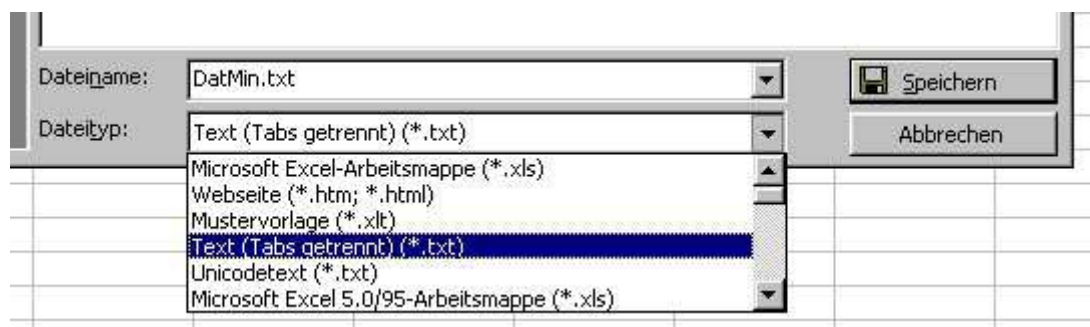 Dateiname: DatMin.txt Speichern
Dateityp: Text (Tabs getrennt) (*.txt) Abbrechen
Microsoft Excel-Arbeitsmappe (*.xls)
Webseite (*.htm; *.html)
Mustervorlage (*.xlt)
Text (Tabs getrennt) (*.txt)
Unicodetext (*.txt)
Microsoft Excel 5.0/95-Arbeitsmappe (*.xls)